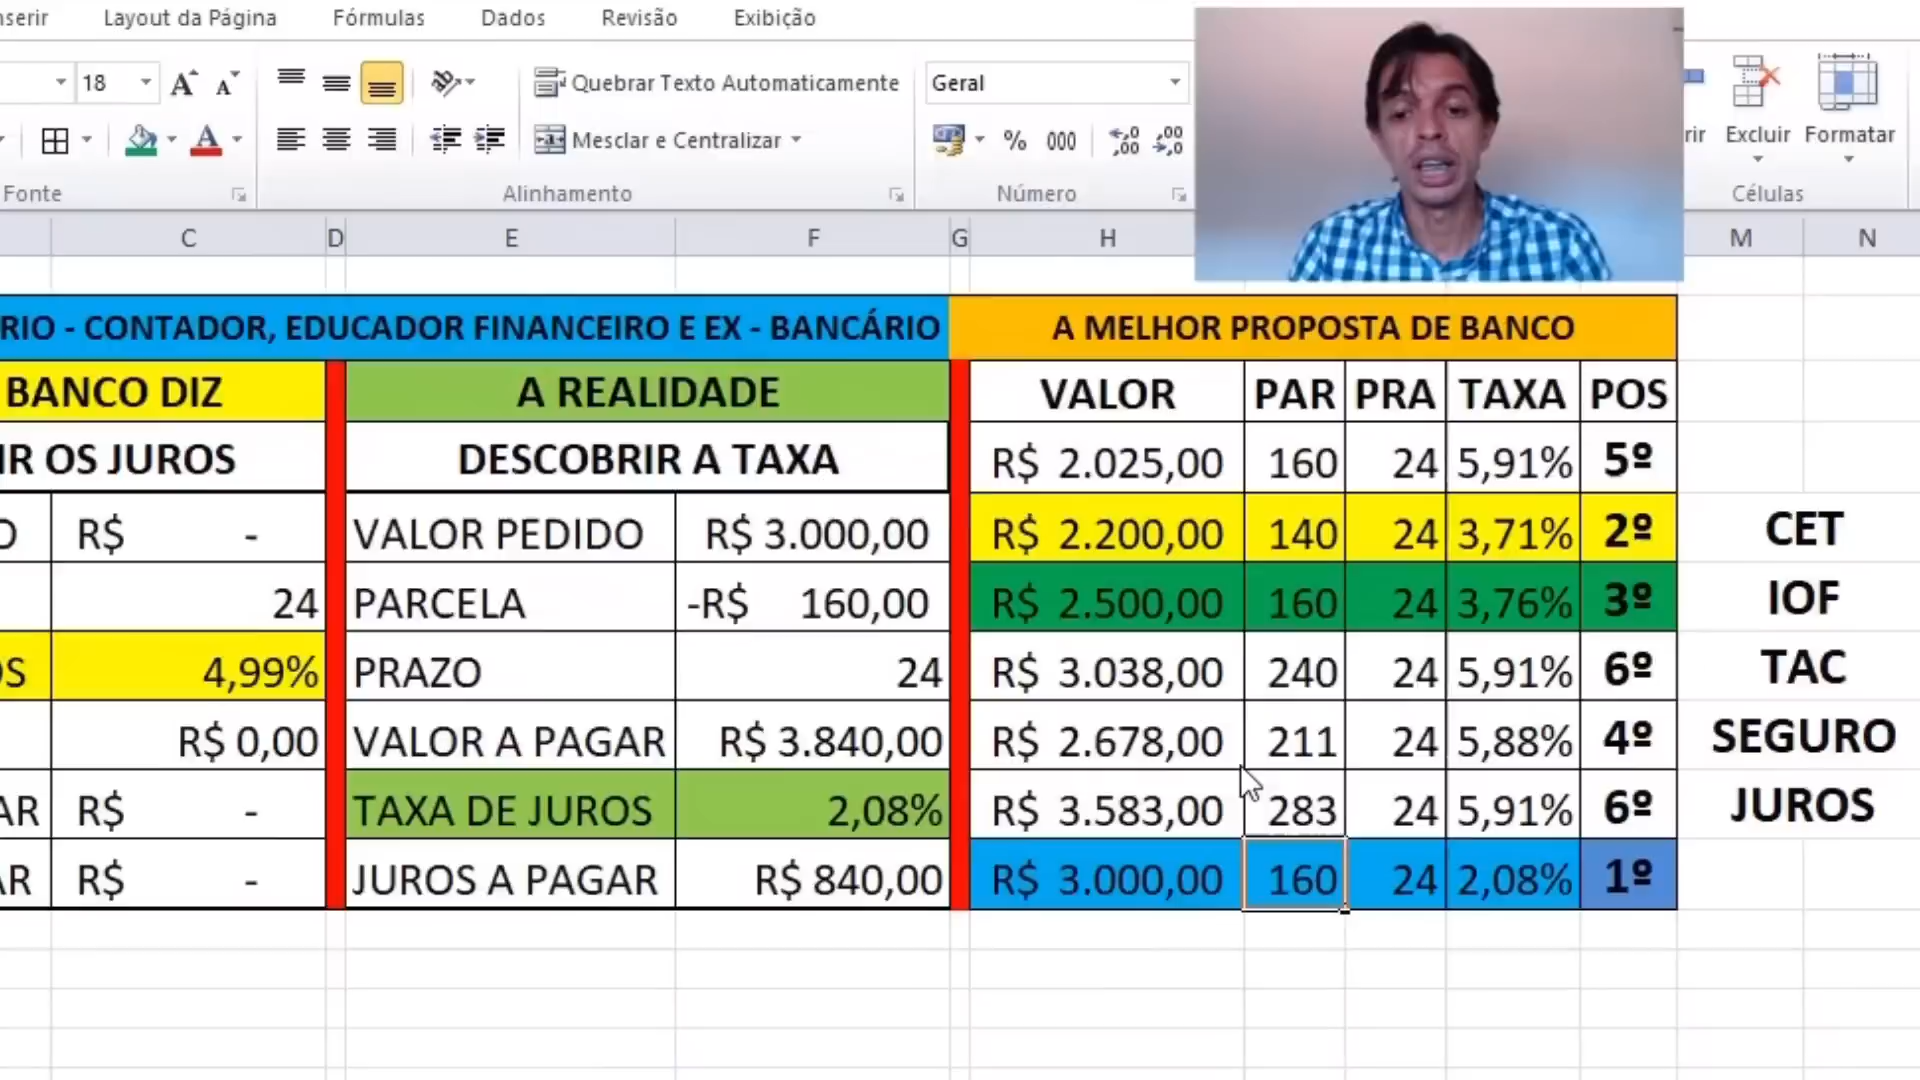 nserir Layout da Página Fórmulas Dados Revisão Exibição
18 A A Quebrar Texto Automaticamente Geral
A Mesclar e Centralizar % 000 ,00 ,00 rir Excluir Formatar
Fonte Alinhamento Número Células
C D E F G H M N
RIO - CONTADOR, EDUCADOR FINANCEIRO E EX - BANCÁRIO A MELHOR PROPOSTA DE BANCO
BANCO DIZ A REALIDADE VALOR PAR PRA TAXA POS
IR OS JUROS DESCOBRIR A TAXA R$ 2.025,00 160 24 5,91% 5º
O R$ - VALOR PEDIDO R$ 3.000,00 R$ 2.200,00 140 24 3,71% 2º CET
24 PARCELA -R$ 160,00 R$ 2.500,00 160 24 3,76% 3º IOF
OS 4,99% PRAZO 24 R$ 3.038,00 240 24 5,91% 6º TAC
R$ 0,00 VALOR A PAGAR R$ 3.840,00 R$ 2.678,00 211 24 5,88% 4º SEGURO
AR R$ - TAXA DE JUROS 2,08% R$ 3.583,00 283 24 5,91% 6º JUROS
AR R$ - JUROS A PAGAR R$ 840,00 R$ 3.000,00 160 24 2,08% 1º